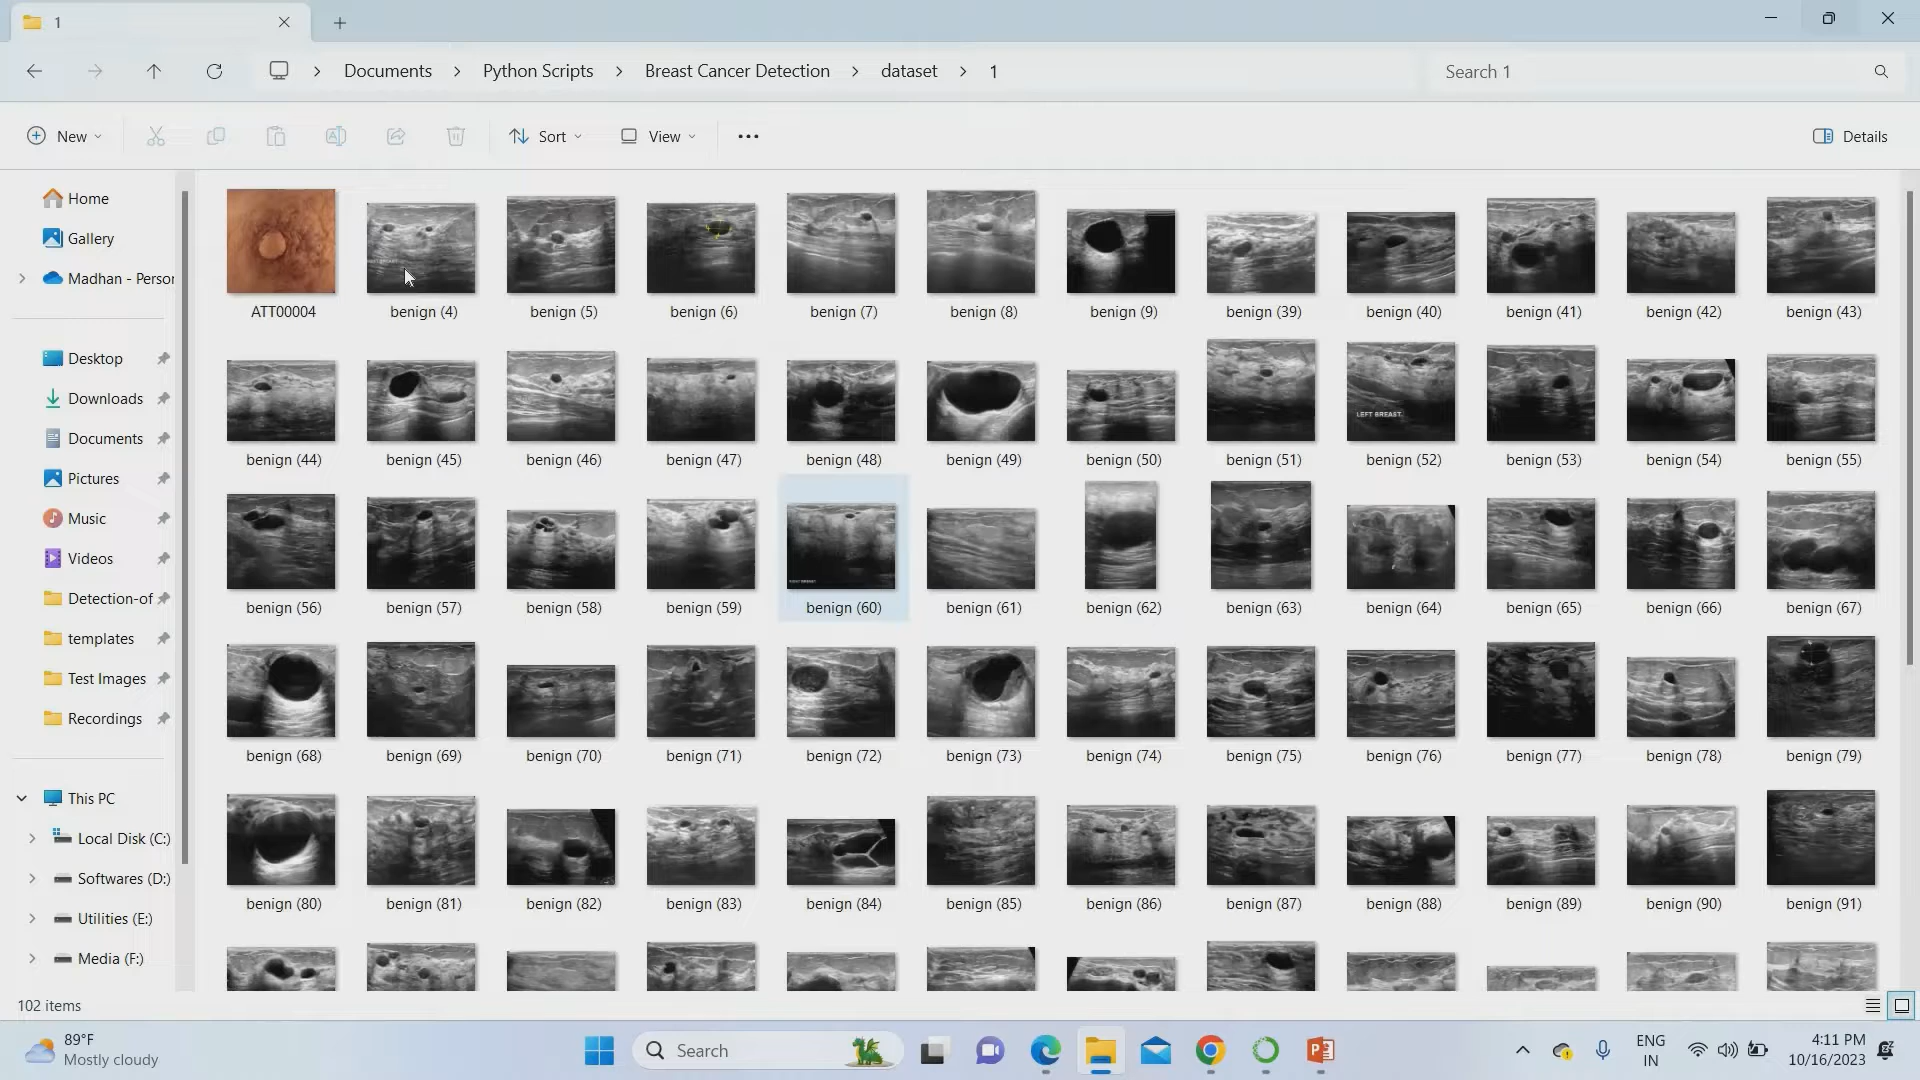 1
Documents
Python Scripts
Breast Cancer Detection
dataset
1
Search 1
New
Sort
View
Details
Home
Gallery
Madhan - Person
Desktop
Downloads
Documents
Pictures
Music
Videos
Detection-of
templates
Test Images
Recordings
This PC
Local Disk (C:)
Softwares (D:)
Utilities (E:)
Media (F:)
ATT00004
benign (4)
benign (5)
benign (6)
benign (7)
benign (8)
benign (9)
benign (39)
benign (40)
benign (41)
benign (42)
benign (43)
LEFT BREAST.
benign (44)
benign (45)
benign (46)
benign (47)
benign (48)
benign (49)
benign (50)
benign (51)
benign (52)
benign (53)
benign (54)
benign (55)
benign (56)
benign (57)
benign (58)
benign (59)
benign (60)
benign (61)
benign (62)
benign (63)
benign (64)
benign (65)
benign (66)
benign (67)
benign (68)
benign (69)
benign (70)
benign (71)
benign (72)
benign (73)
benign (74)
benign (75)
benign (76)
benign (77)
benign (78)
benign (79)
benign (80)
benign (81)
benign (82)
benign (83)
benign (84)
benign (85)
benign (86)
benign (87)
benign (88)
benign (89)
benign (90)
benign (91)
102 items
89°F
Mostly cloudy
Search
ENG
IN
4:11 PM
10/16/2023